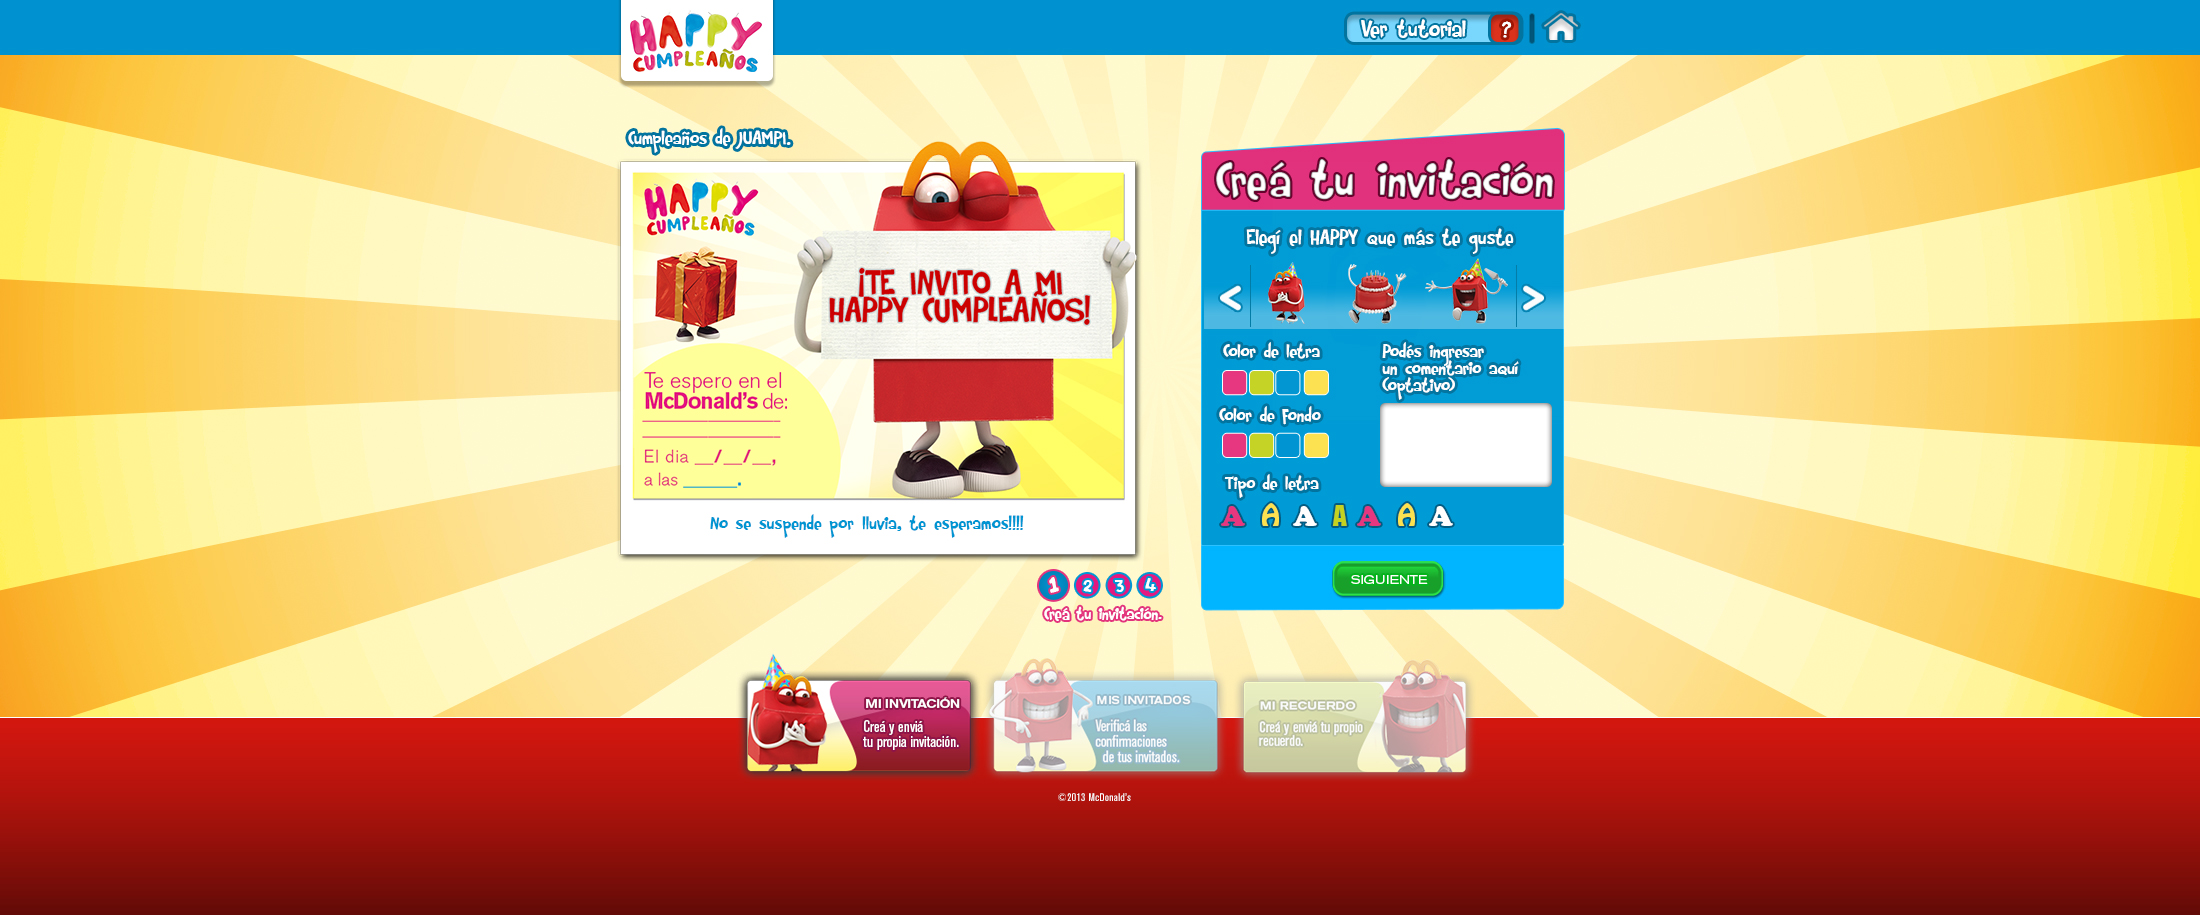 HAPPY
CUMPLEAÑOS
Ver tutorial ?
Cumpleaños de JUAMPI.
HAPPY
CUMPLEAÑOS
¡TE INVITO A MI
HAPPY CUMPLEAÑOS!
Te espero en el
McDonald's de:
El dia __/__/__,
a las ______.
No se suspende por lluvia, te esperamos!!!!
1 2 3 4
Creá tu invitación.
Creá tu invitación
Elegí el HAPPY que más te guste
< >
Color de letra
Color de Fondo
Tipo de letra
A A A A A A A
Podés ingresar
un comentario aquí
(optativo)
SIGUIENTE
MI INVITACIÓN
Creá y enviá
tu propia invitación.
MIS INVITADOS
Verificá las
confirmaciones
de tus invitados.
MI RECUERDO
Creá y enviá tu propio
recuerdo.
©2013 McDonald's